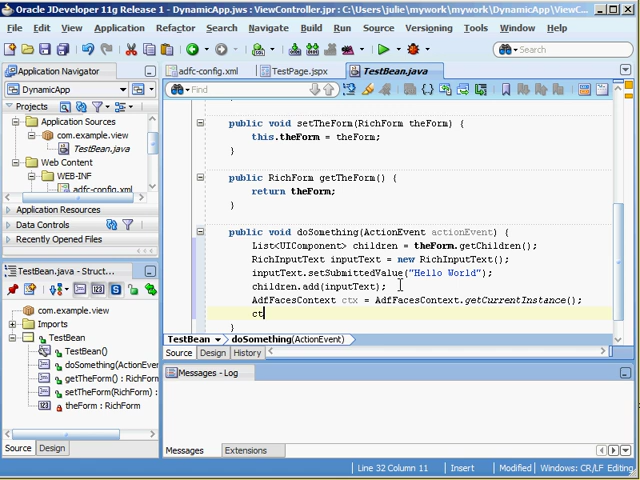 Oracle JDeveloper 11g Release 1 - DynamicApp.jws : ViewController.jpr : C:\Users\julie\mywork\mywork\DynamicApp\ViewC...
File Edit View Application Refactor Search Navigate Build Run Source Versioning Tools Window Help
Search
Application Navigator
adfc-config.xml TestPage.jspx TestBean.java
DynamicApp
Find
Projects
Application Sources
com.example.view
TestBean.java
Web Content
WEB-INF
adfc-config.xml
Application Resources
Data Controls
Recently Opened Files
public void setTheForm(RichForm theForm) {
this.theForm = theForm;
}
public RichForm getTheForm() {
return theForm;
}
public void doSomething(ActionEvent actionEvent) {
List<UIComponent> children = theForm.getChildren();
RichInputText inputText = new RichInputText();
inputText.setSubmittedValue("Hello World");
children.add(inputText);
AdfFacesContext ctx = AdfFacesContext.getCurrentInstance();
ct
}
TestBean doSomething(ActionEvent)
Source Design History
TestBean.java - Struct...
com.example.view
Imports
TestBean
TestBean()
doSomething(ActionEven
getTheForm() : RichForm
setTheForm(RichForm) :
theForm : RichForm
Source Design
Messages - Log
Messages Extensions
Line 32 Column 11 Insert Modified Windows: CR/LF Editing